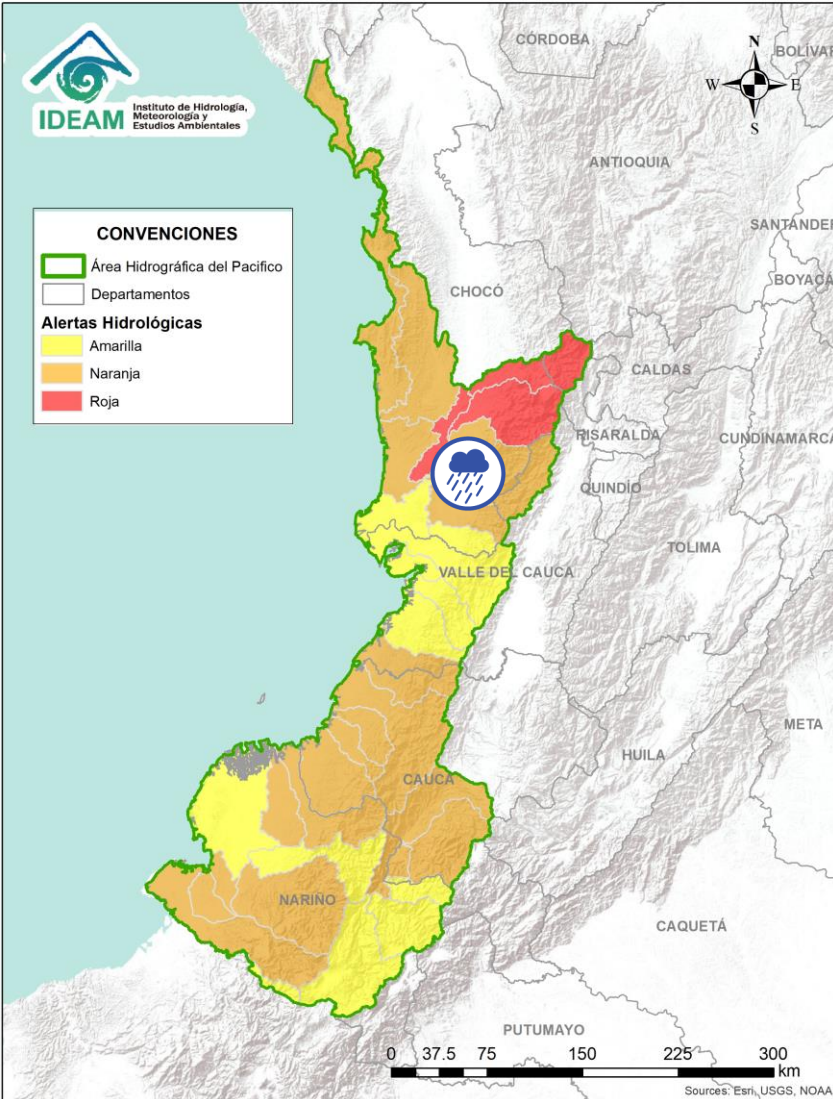 IDEAM
Instituto de Hidrología,
Meteorología y
Estudios Ambientales
N
W
E
S
CÓRDOBA
BOLÍVAR
ANTIOQUIA
SANTANDER
BOYACÁ
CONVENCIONES
Área Hidrográfica del Pacifico
Departamentos
Alertas Hidrológicas
Amarilla
Naranja
Roja
CHOCÓ
CALDAS
RISARALDA
CUNDINAMARCA
QUINDÍO
TOLIMA
VALLE DEL CAUCA
META
HUILA
CAUCA
NARIÑO
CAQUETÁ
PUTUMAYO
0 37.5 75 150 225 300
km
Sources: Esri, USGS, NOAA